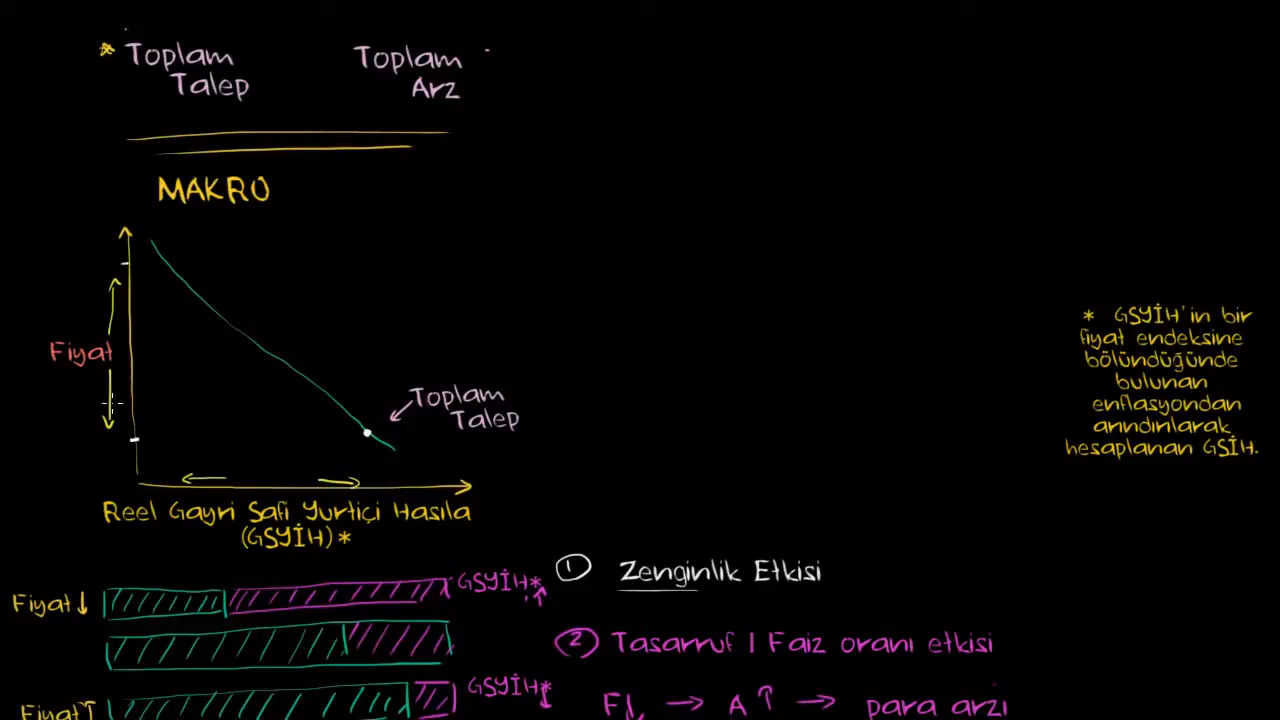 * Toplam Talep
Toplam Arz
MAKRO
Fiyat
Toplam Talep
Reel Gayri Safi Yurtiçi Hasıla
(GSYİH)*
* GSYİH'in bir
fiyat endeksine
bölündüğünde
bulunan
enflasyondan
arındırılarak
hesaplanan GSİH.
Fiyat ↓
GSYİH* ↑
Fiyat ↑
GSYİH* ↓
1 Zenginlik Etkisi
2 Tasarruf / Faiz oranı etkisi
F↓ → A ↑ → para arzı